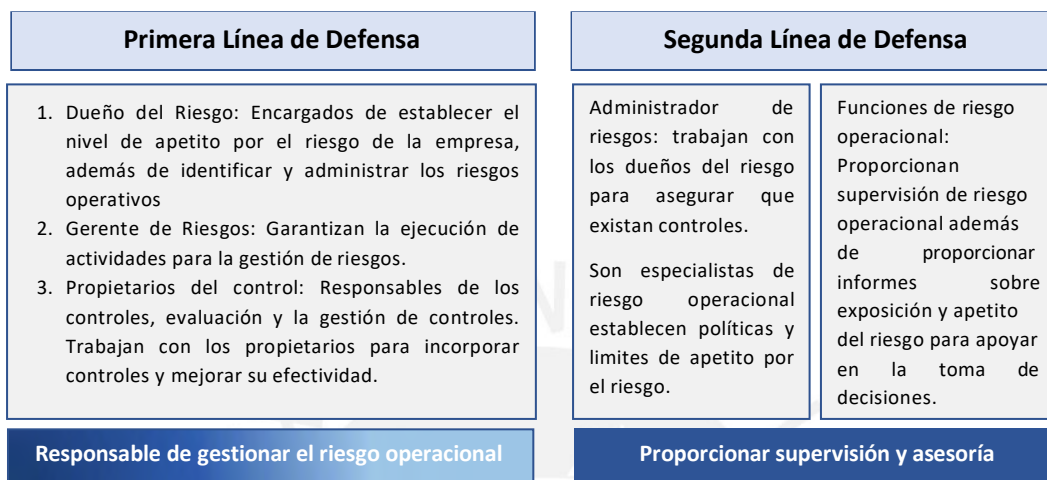 Primera Línea de Defensa
1. Dueño del Riesgo: Encargados de establecer el
nivel de apetito por el riesgo de la empresa,
además de identificar y administrar los riesgos
operativos
2. Gerente de Riesgos: Garantizan la ejecución de
actividades para la gestión de riesgos.
3. Propietarios del control: Responsables de los
controles, evaluación y la gestión de controles.
Trabajan con los propietarios para incorporar
controles y mejorar su efectividad.
Responsable de gestionar el riesgo operacional
Segunda Línea de Defensa
Administrador de
riesgos: trabajan con
los dueños del riesgo
para asegurar que
existan controles.
Son especialistas de
riesgo operacional
establecen políticas y
limites de apetito por
el riesgo.
Funciones de riesgo
operacional:
Proporcionan
supervisión de riesgo
operacional además
de proporcionar
informes sobre
exposición y apetito
del riesgo para apoyar
en la toma de
decisiones.
Proporcionar supervisión y asesoría